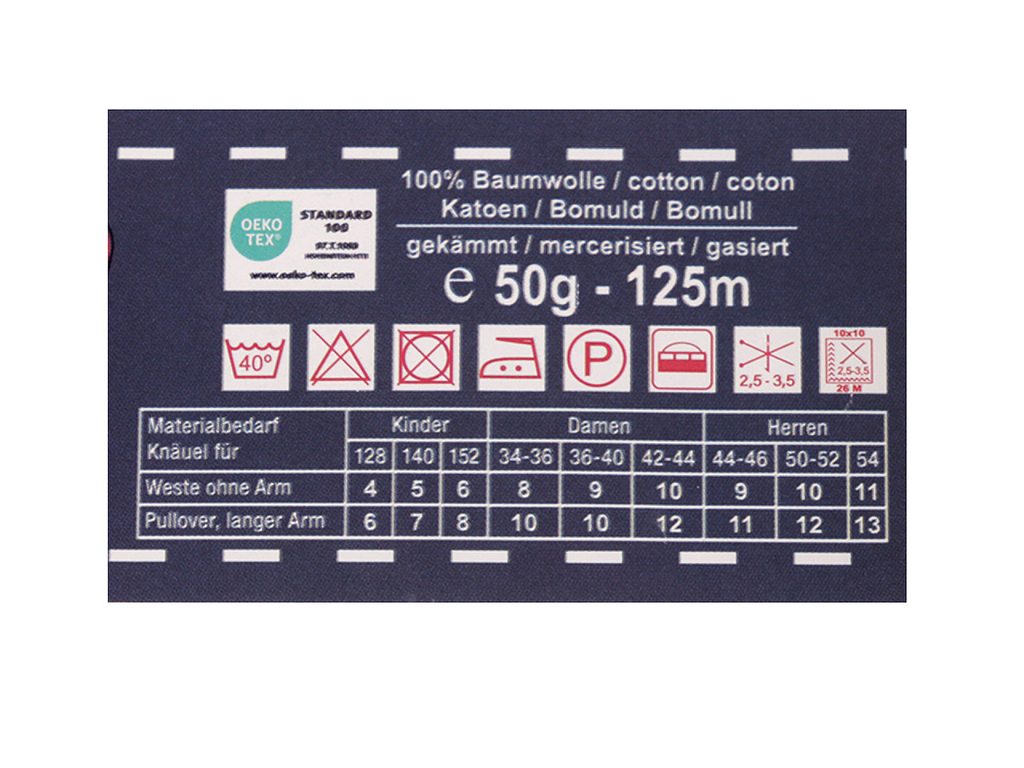 100% Baumwolle / cotton / coton
Katoen / Bomuld / Bomull
gekämmt / mercerisiert / gasiert
℮ 50g - 125m
OEKO
TEX®
STANDARD
100
www.oeko-tex.com
40°
P
2,5-3,5
10x10
2,5-3,5
26 M
Materialbedarf Kinder Damen Herren
Knäuel für 128 140 152 34-36 36-40 42-44 44-46 50-52 54
Weste ohne Arm 4 5 6 8 9 10 9 10 11
Pullover, langer Arm 6 7 8 10 10 12 11 12 13